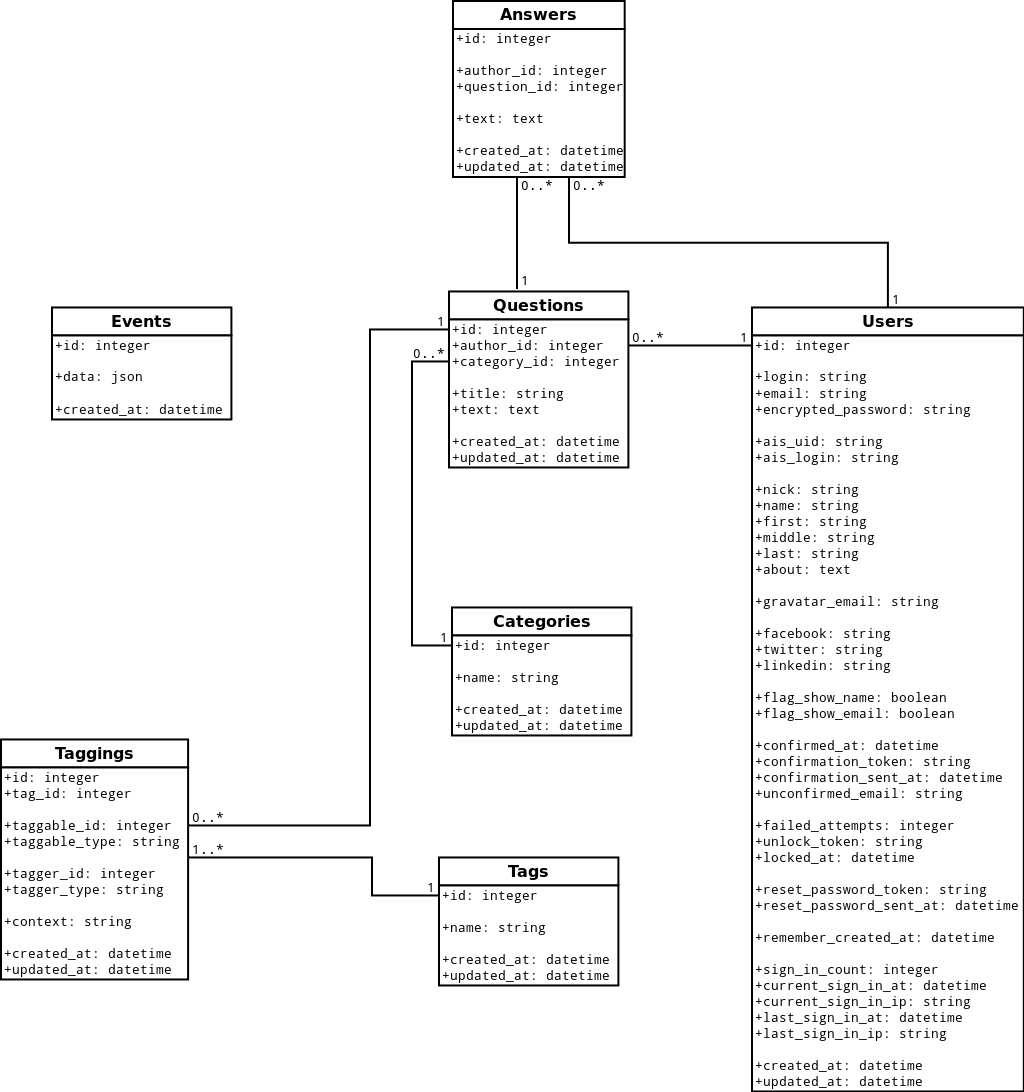 Answers
+id: integer
+author_id: integer
+question_id: integer
+text: text
+created_at: datetime
+updated_at: datetime
0..*
0..*
1
1
Events
+id: integer
+data: json
+created_at: datetime
Questions
+id: integer
+author_id: integer
+category_id: integer
+title: string
+text: text
+created_at: datetime
+updated_at: datetime
1
0..*
0..*
1
Users
+id: integer
+login: string
+email: string
+encrypted_password: string
+ais_uid: string
+ais_login: string
+nick: string
+name: string
+first: string
+middle: string
+last: string
+about: text
+gravatar_email: string
+facebook: string
+twitter: string
+linkedin: string
+flag_show_name: boolean
+flag_show_email: boolean
+confirmed_at: datetime
+confirmation_token: string
+confirmation_sent_at: datetime
+unconfirmed_email: string
+failed_attempts: integer
+unlock_token: string
+locked_at: datetime
+reset_password_token: string
+reset_password_sent_at: datetime
+remember_created_at: datetime
+sign_in_count: integer
+current_sign_in_at: datetime
+current_sign_in_ip: string
+last_sign_in_at: datetime
+last_sign_in_ip: string
+created_at: datetime
+updated_at: datetime
Categories
1
+id: integer
+name: string
+created_at: datetime
+updated_at: datetime
Taggings
+id: integer
+tag_id: integer
+taggable_id: integer
+taggable_type: string
+tagger_id: integer
+tagger_type: string
+context: string
+created_at: datetime
+updated_at: datetime
0..*
1..*
1
Tags
+id: integer
+name: string
+created_at: datetime
+updated_at: datetime